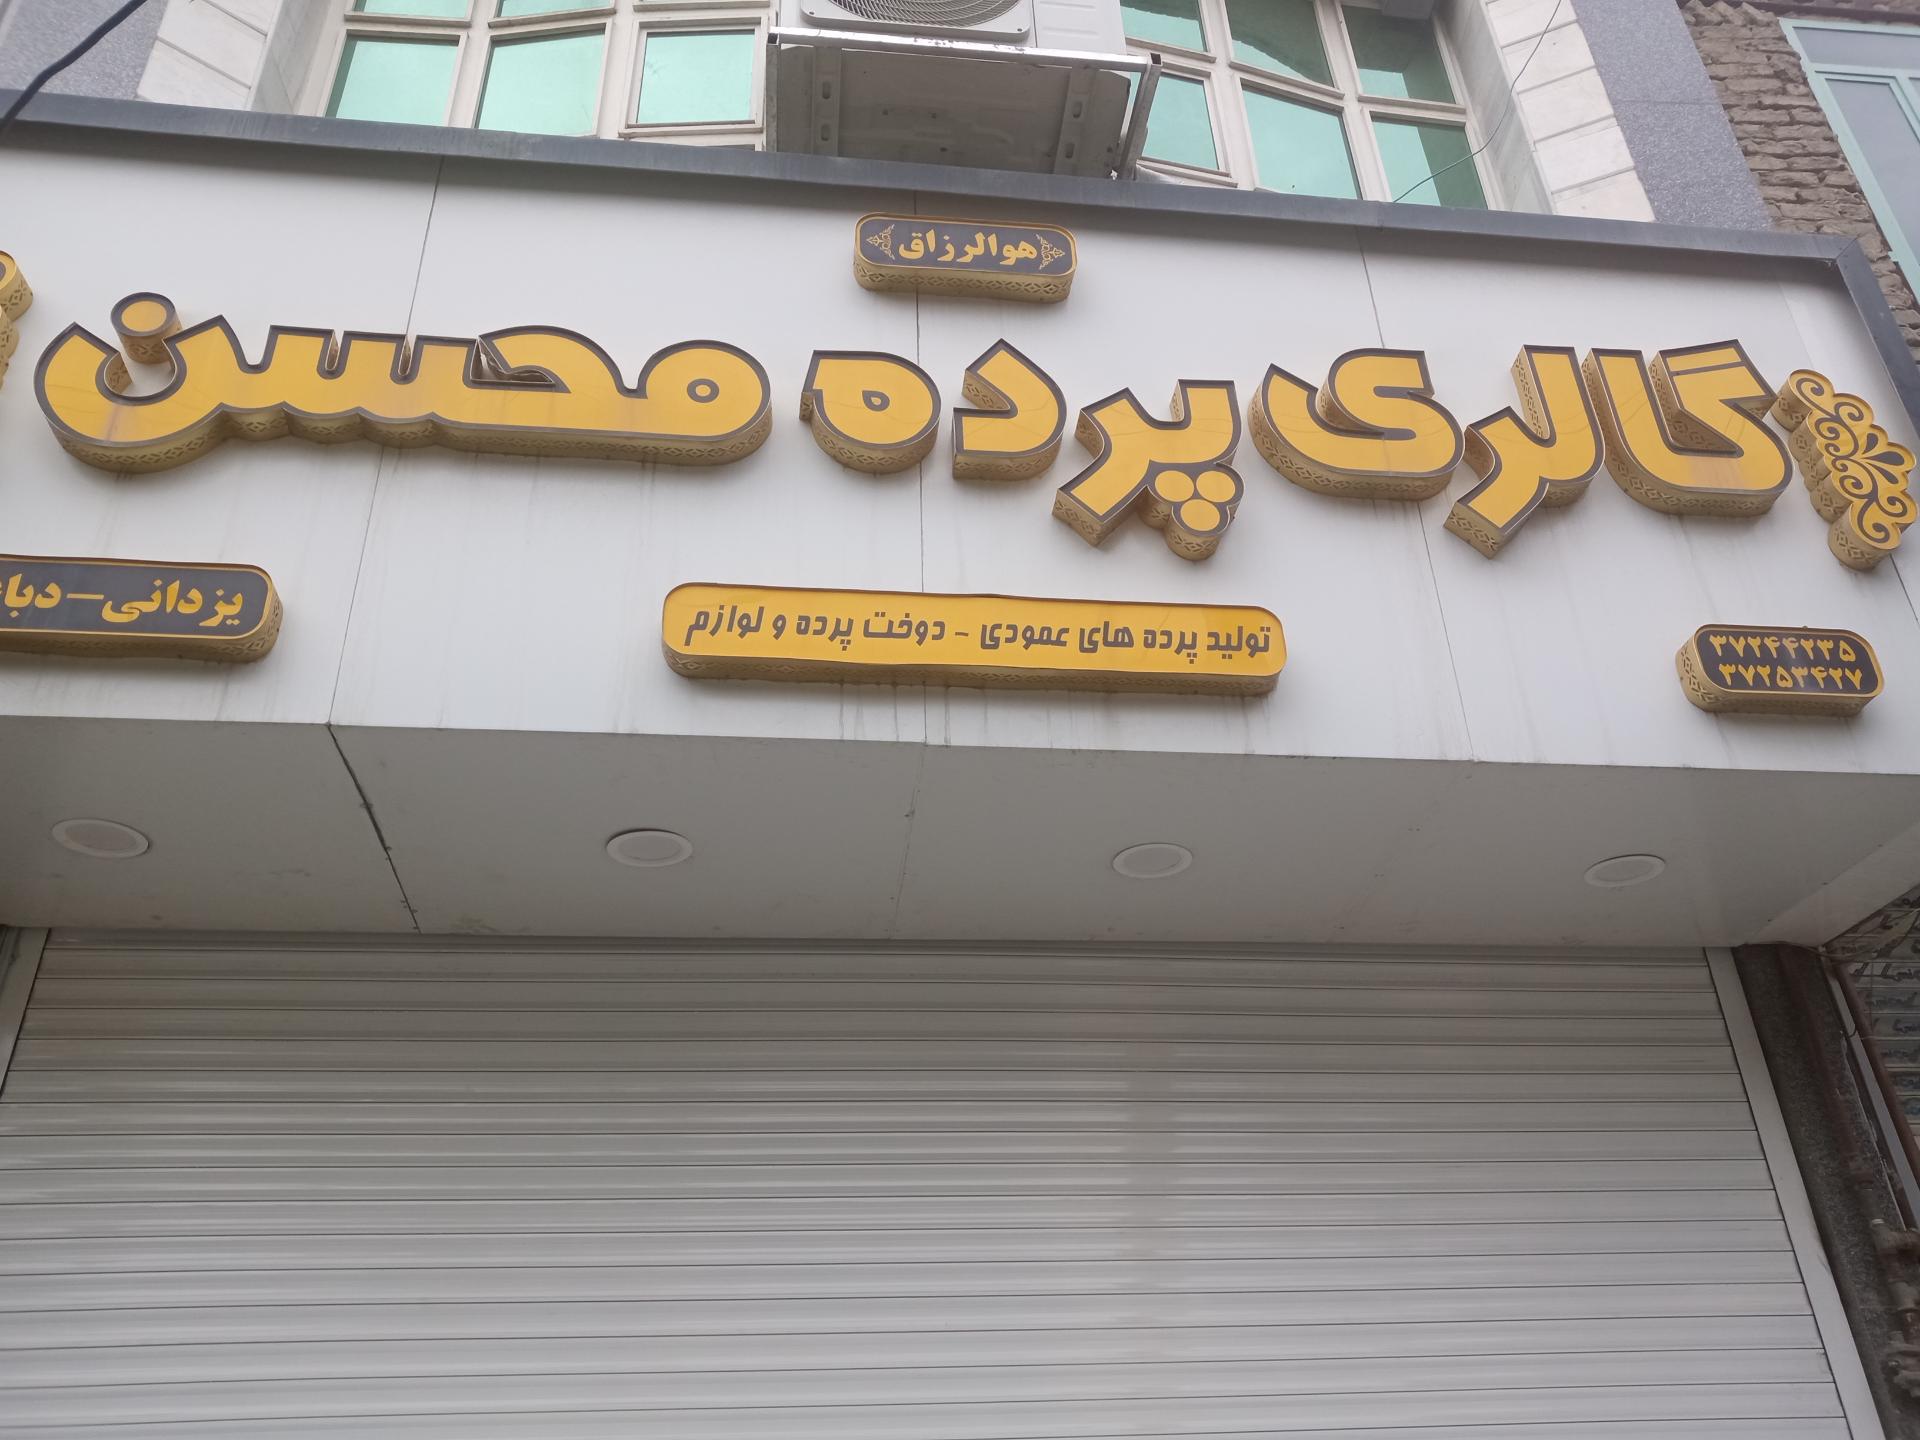 هوالرزاق
گالری پرده محسن
تولید پرده های عمودی - دوخت پرده و لوازم
۳۷۲۴۴۲۳۵
۳۷۲۵۳۴۲۷
یزدانی -